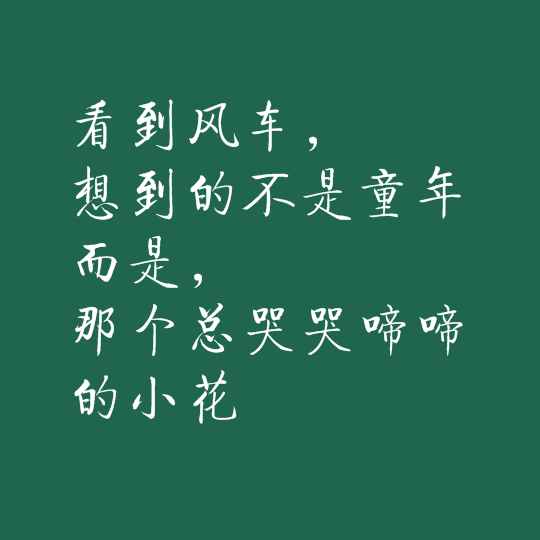 看到风车，
想到的不是童年
而是，
那个总哭哭啼啼
的小花